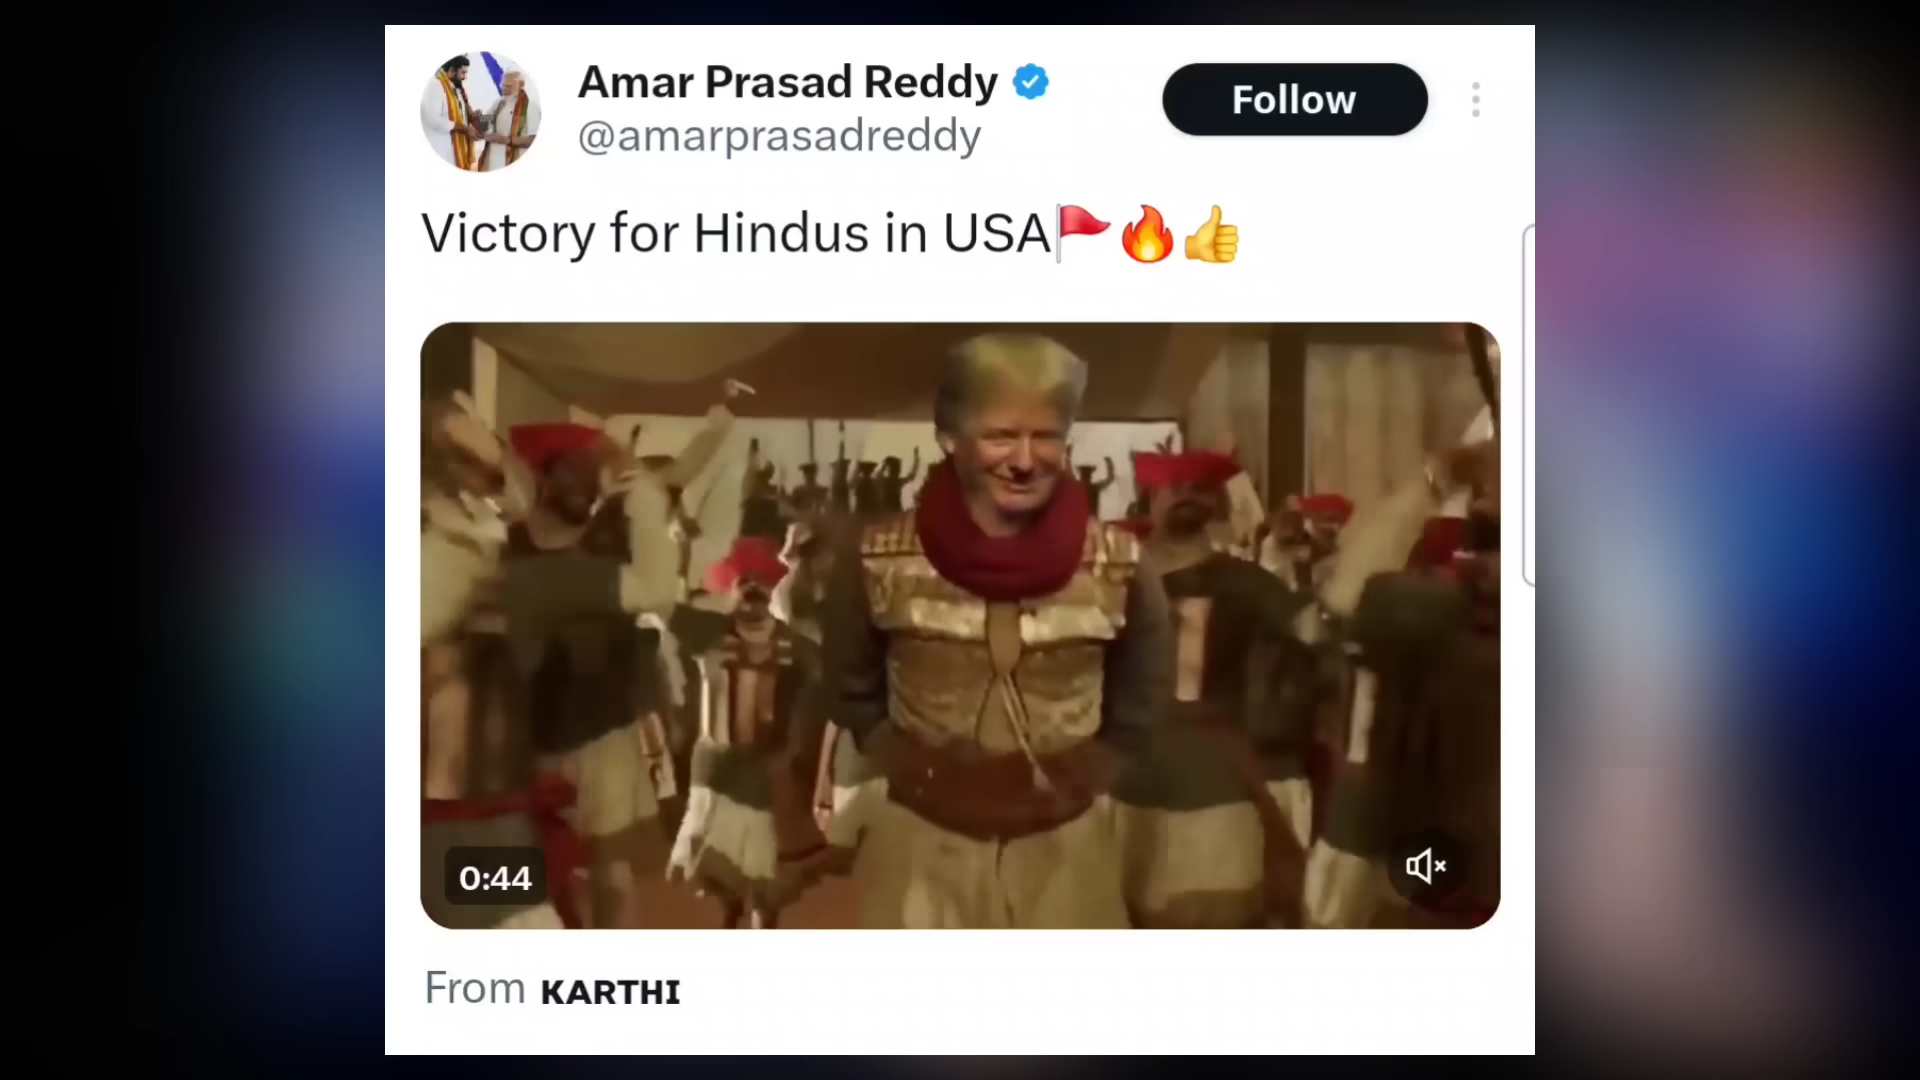 Amar Prasad Reddy
@amarprasadreddy
Follow
Victory for Hindus in USA🚩🔥👍
0:44
From KARTHI